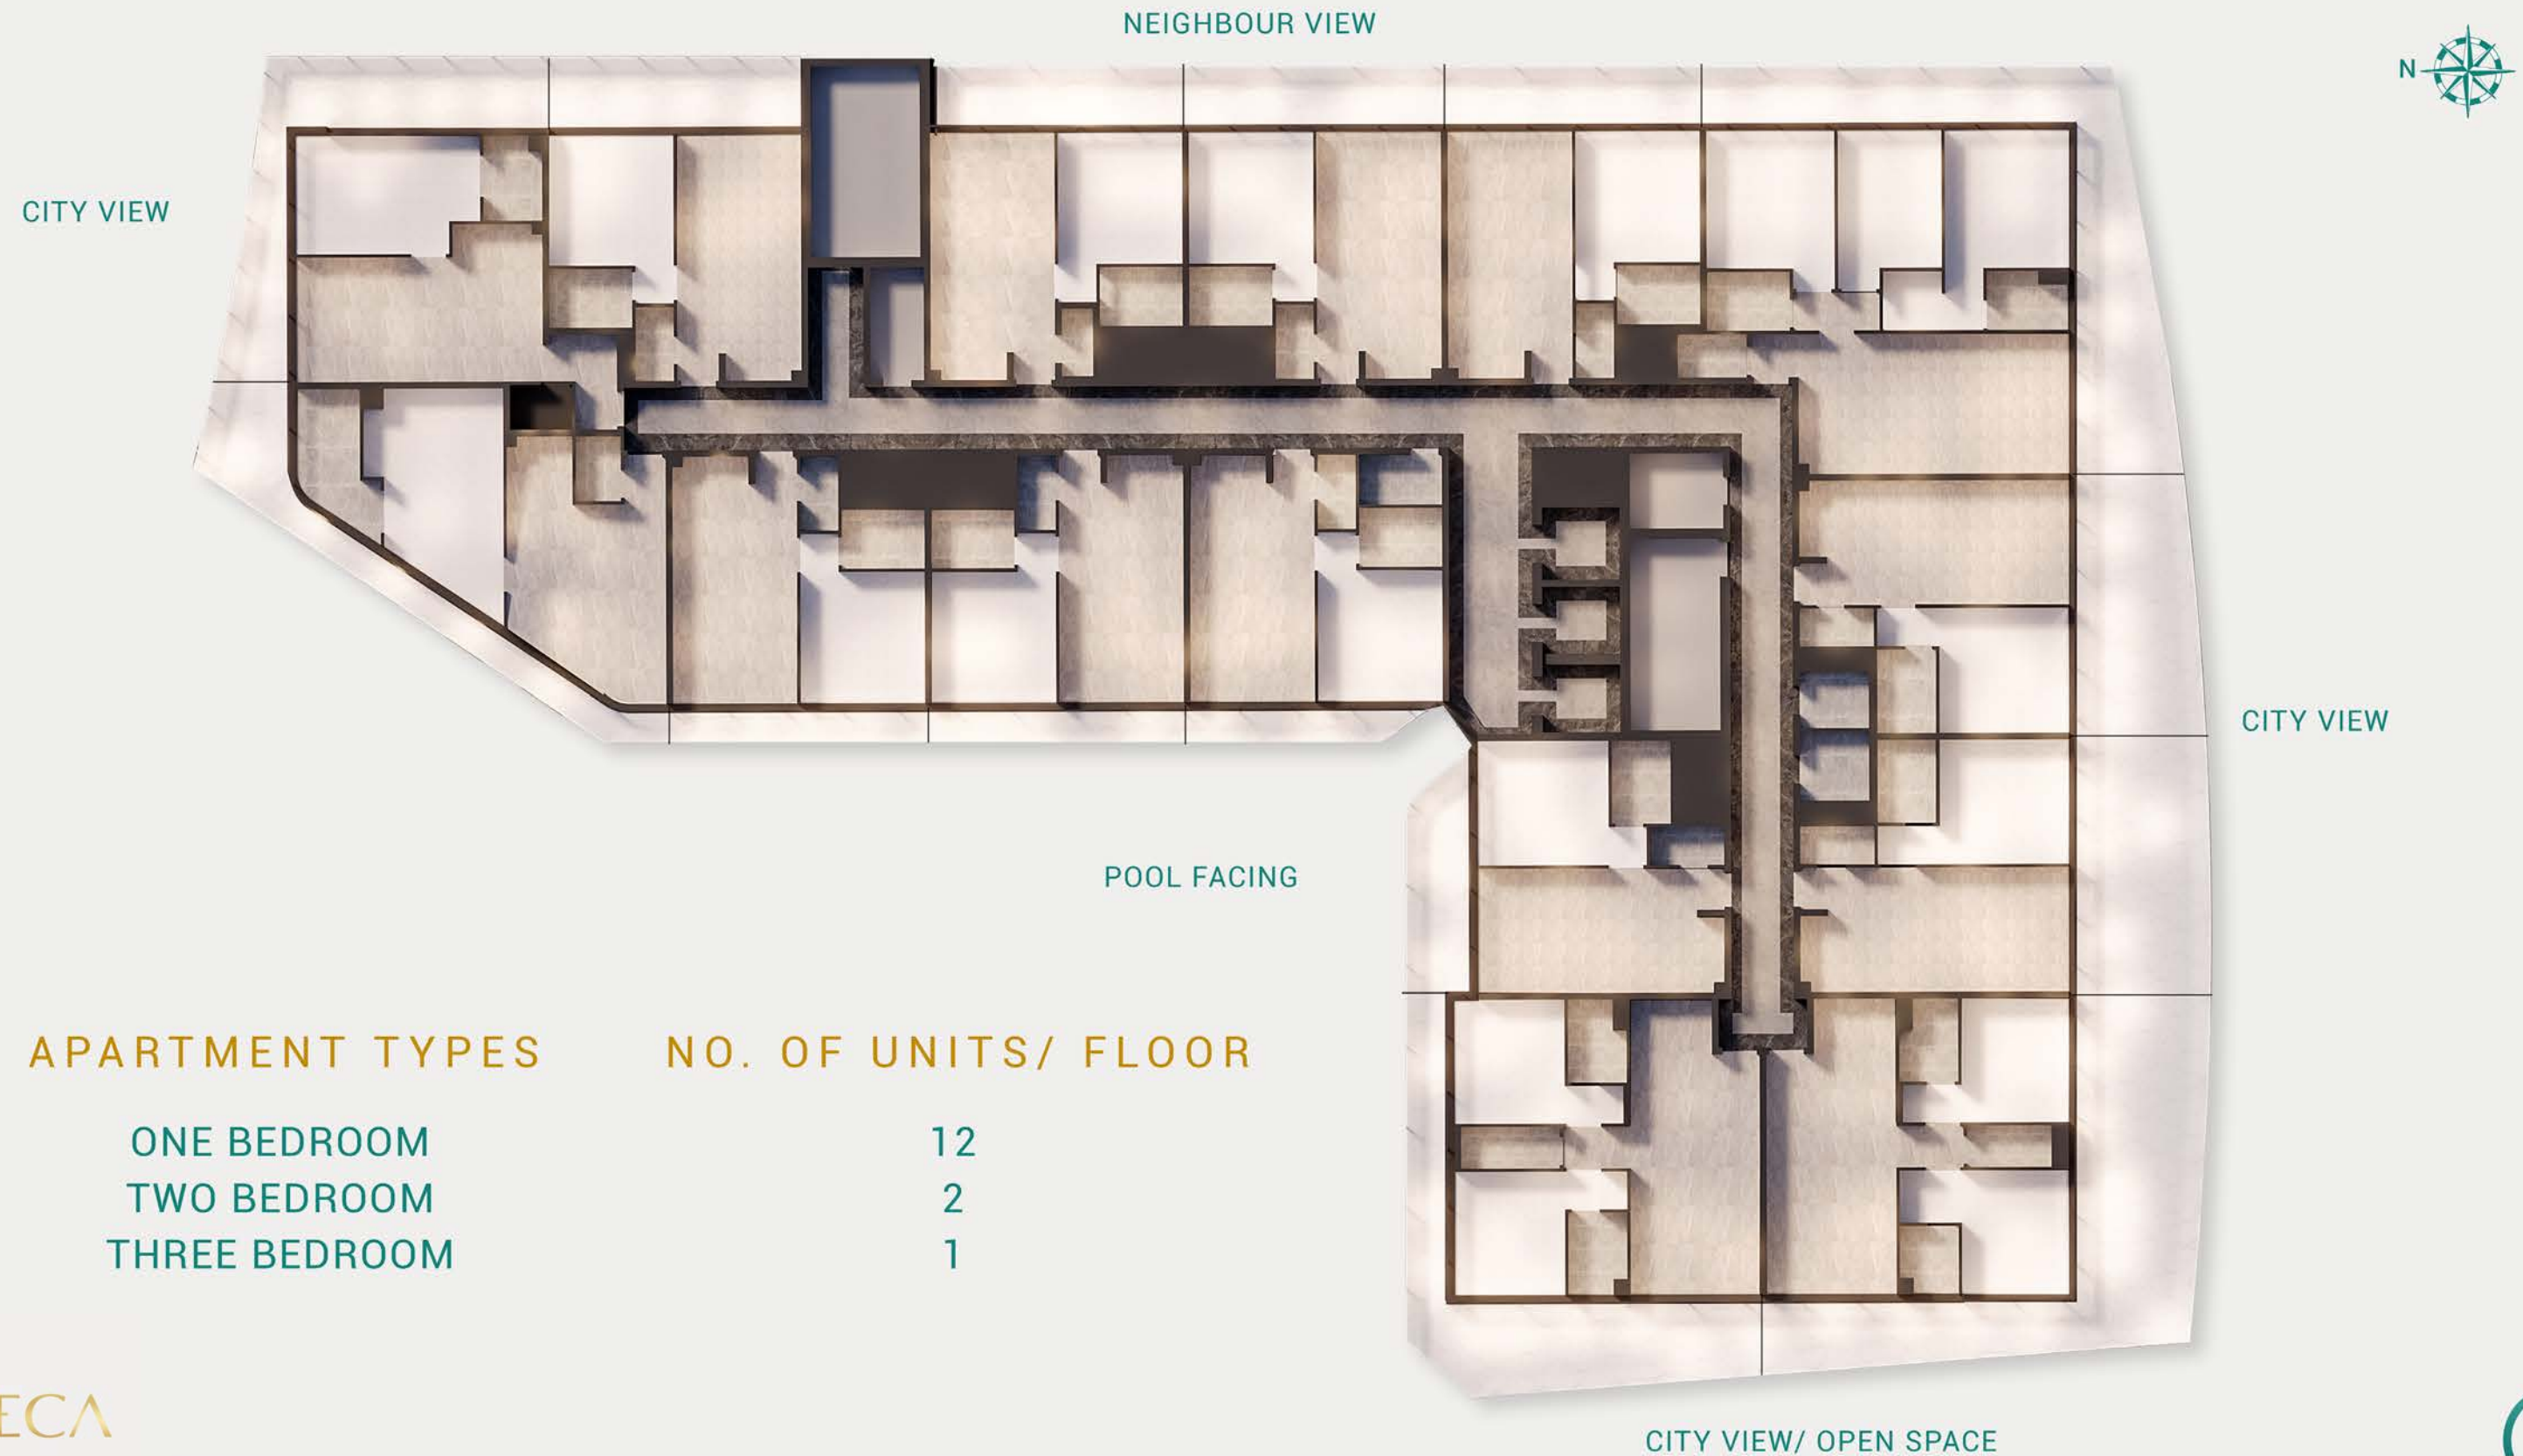 NEIGHBOUR VIEW
N
CITY VIEW
CITY VIEW
POOL FACING
APARTMENT TYPES NO. OF UNITS/ FLOOR
ONE BEDROOM 12
TWO BEDROOM 2
THREE BEDROOM 1
ECA
CITY VIEW/ OPEN SPACE